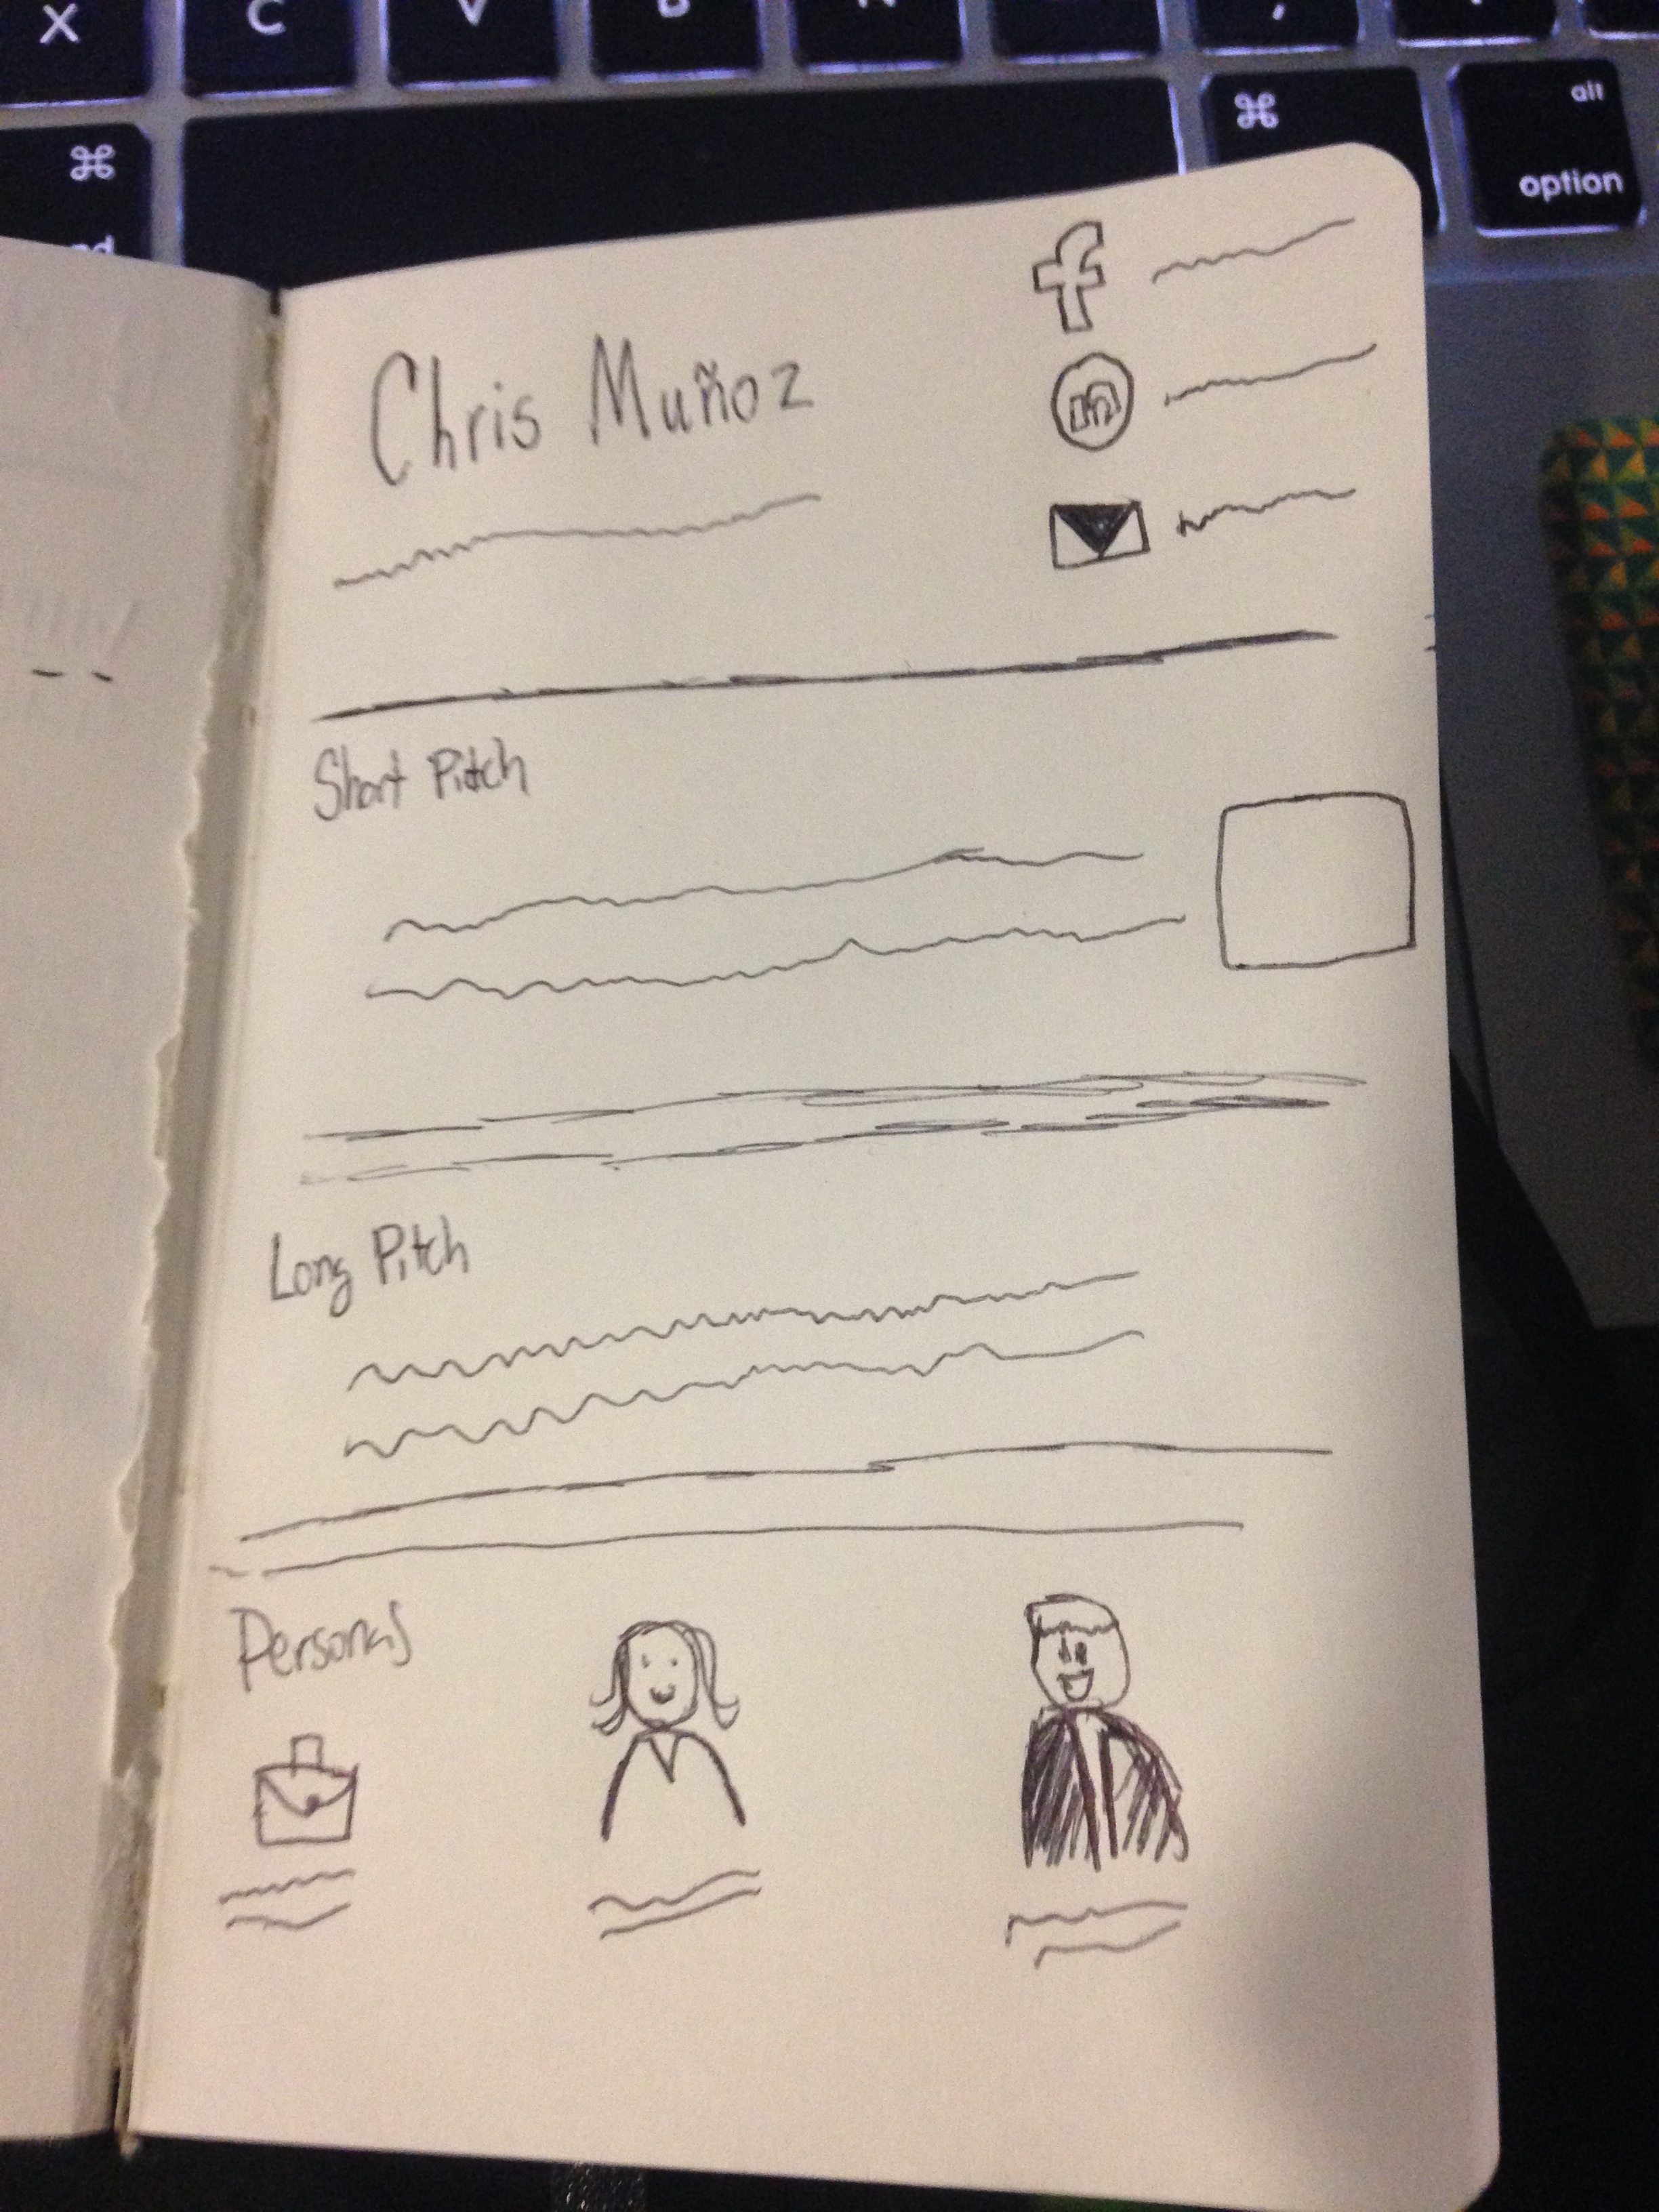 X C V B N
⌘ ⌘ alt
option
Chris Muñoz
f
in
Short Pitch
Long Pitch
Personas